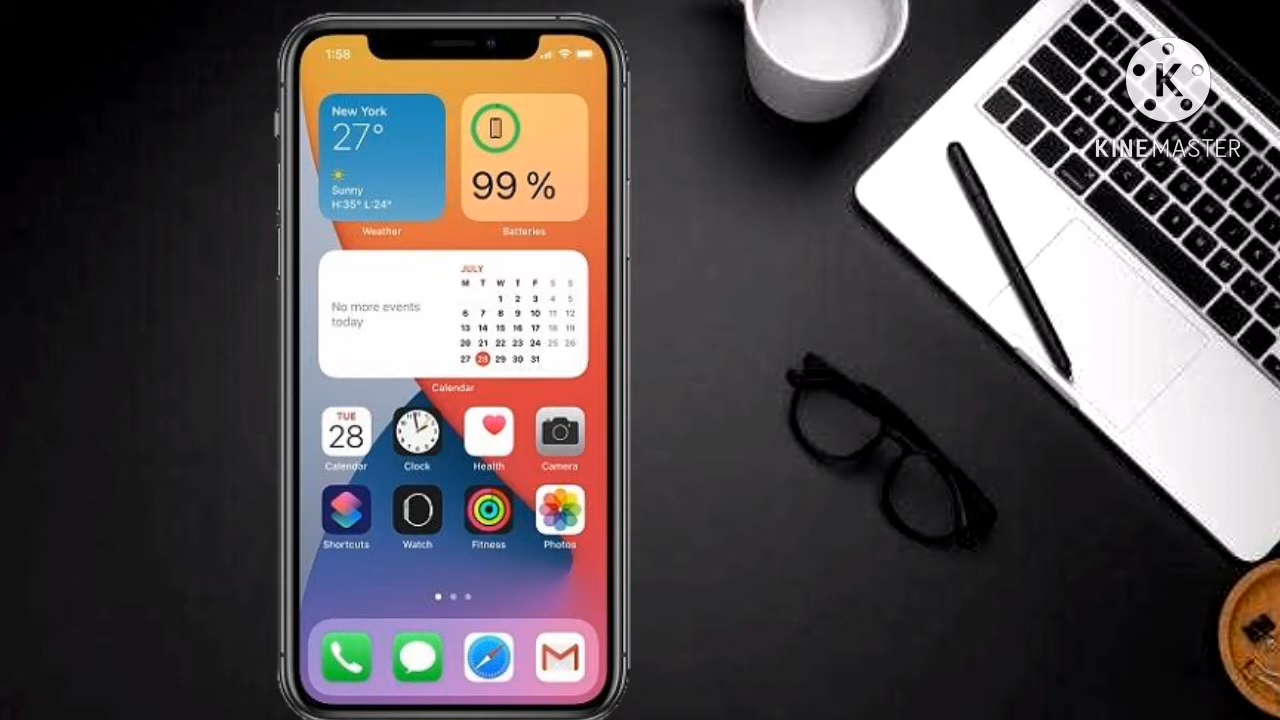 1:58
New York
27°
Sunny
H:35° L:24°
Weather
99 %
Batteries
No more events
today
JULY
M T W T F S S
1 2 3 4 5
6 7 8 9 10 11 12
13 14 15 16 17 18 19
20 21 22 23 24 25 26
27 28 29 30 31
Calendar
TUE
28
Calendar
Clock
Health
Camera
Shortcuts
Watch
Fitness
Photos
K
KINEMASTER